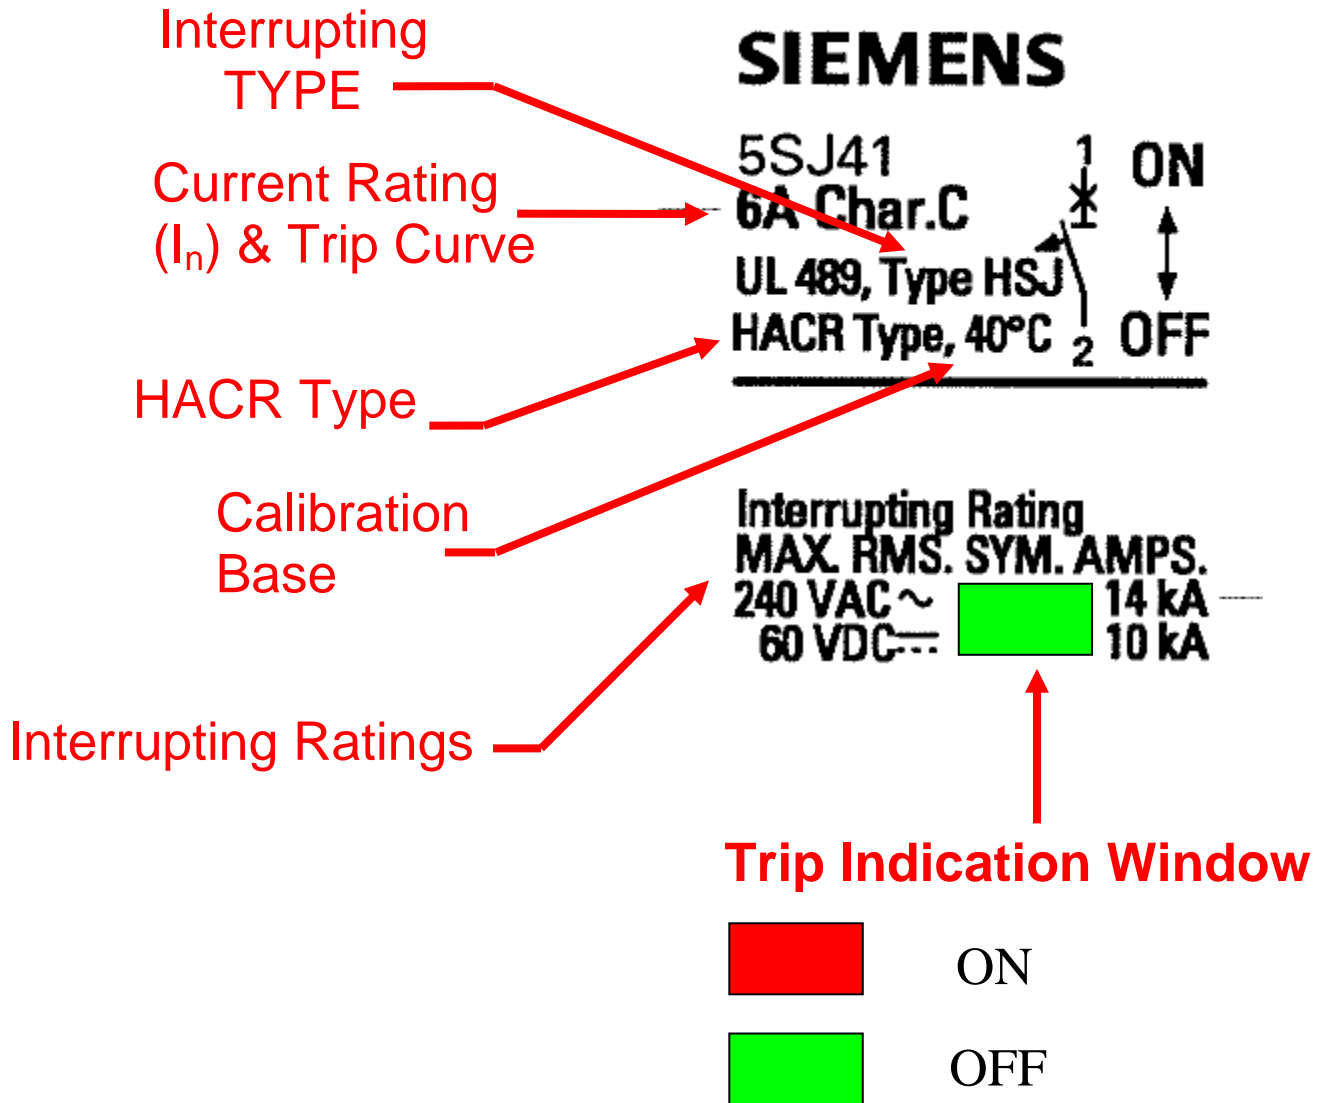 Interrupting
TYPE
Current Rating
(In) & Trip Curve
HACR Type
Calibration
Base
Interrupting Ratings
SIEMENS
5SJ41
6A Char.C
UL 489, Type HSJ
HACR Type, 40°C
1
2
ON
OFF
Interrupting Rating
MAX. RMS. SYM. AMPS.
240 VAC ~ 14 kA
60 VDC 10 kA
Trip Indication Window
ON
OFF